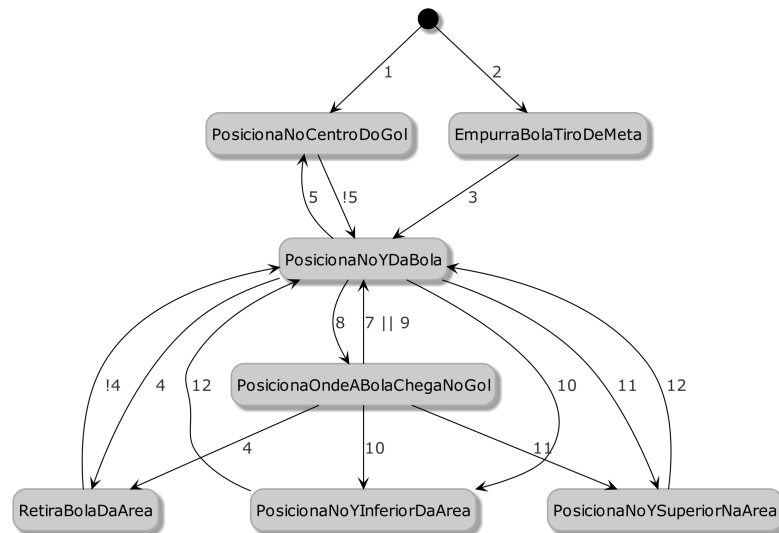 1
2
PosicionaNoCentroDoGol
EmpurraBolaTiroDeMeta
5
!5
3
PosicionaNoYDaBola
8
7 || 9
!4
4
12
10
11
12
PosicionaOndeABolaChegaNoGol
4
10
11
RetiraBolaDaArea
PosicionaNoYInferiorDaArea
PosicionaNoYSuperiorNaArea